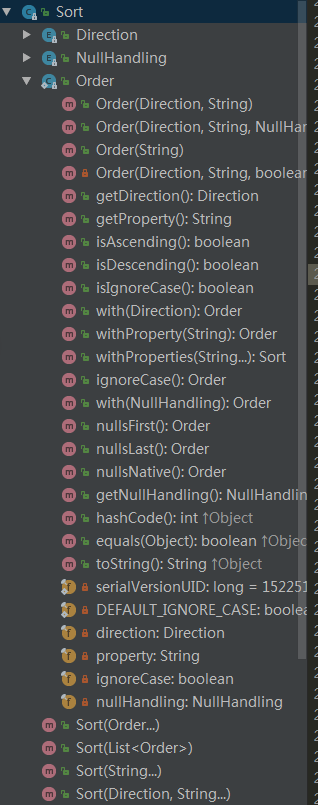 Sort
Direction
NullHandling
Order
Order(Direction, String)
Order(Direction, String, NullHan
Order(String)
Order(Direction, String, boolean
getDirection(): Direction
getProperty(): String
isAscending(): boolean
isDescending(): boolean
isIgnoreCase(): boolean
with(Direction): Order
withProperty(String): Order
withProperties(String...): Sort
ignoreCase(): Order
with(NullHandling): Order
nullsFirst(): Order
nullsLast(): Order
nullsNative(): Order
getNullHandling(): NullHandlin
hashCode(): int ↑Object
equals(Object): boolean ↑Objec
toString(): String ↑Object
serialVersionUID: long = 152251
DEFAULT_IGNORE_CASE: boolea
direction: Direction
property: String
ignoreCase: boolean
nullHandling: NullHandling
Sort(Order...)
Sort(List<Order>)
Sort(String...)
Sort(Direction, String...)